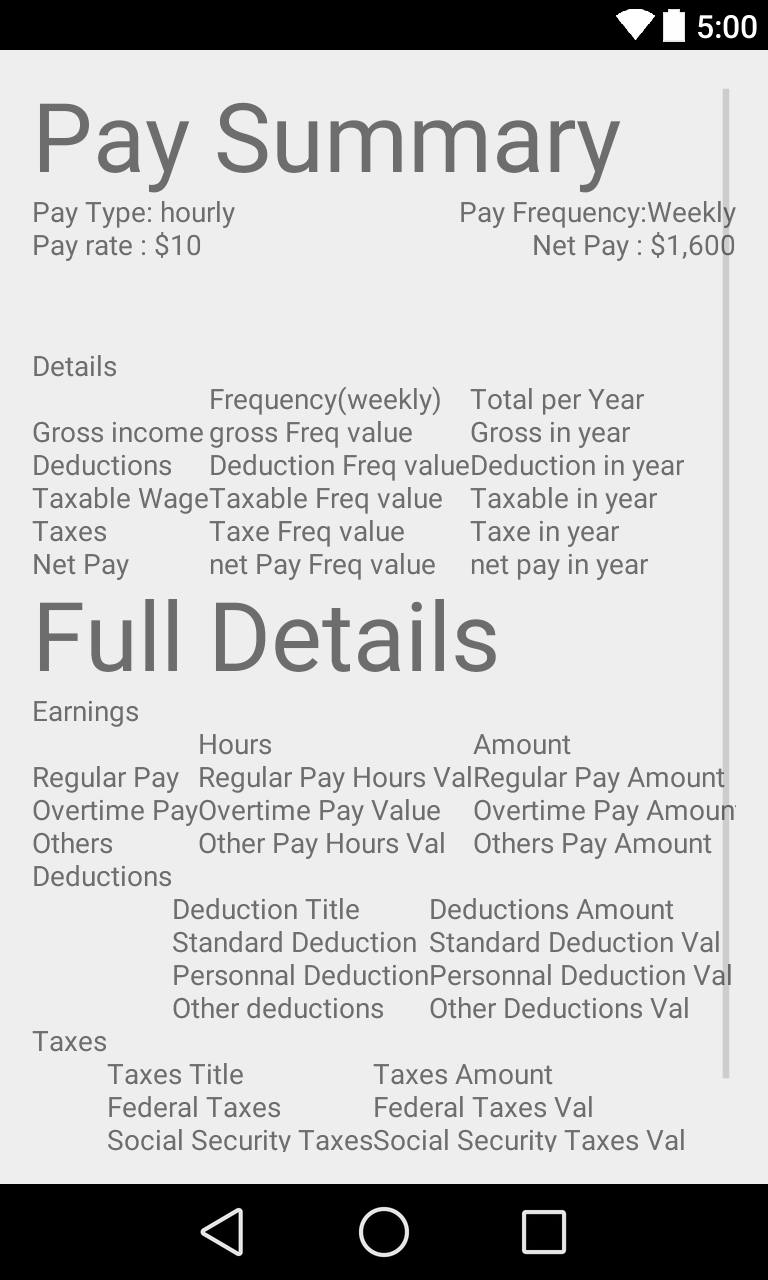 5:00
Pay Summary
Pay Type: hourly Pay Frequency:Weekly
Pay rate : $10 Net Pay : $1,600
Details
Frequency(weekly) Total per Year
Gross income gross Freq value Gross in year
Deductions Deduction Freq value Deduction in year
Taxable Wage Taxable Freq value Taxable in year
Taxes Taxe Freq value Taxe in year
Net Pay net Pay Freq value net pay in year
Full Details
Earnings
Hours Amount
Regular Pay Regular Pay Hours Val Regular Pay Amount
Overtime Pay Overtime Pay Value Overtime Pay Amount
Others Other Pay Hours Val Others Pay Amount
Deductions
Deduction Title Deductions Amount
Standard Deduction Standard Deduction Val
Personnal Deduction Personnal Deduction Val
Other deductions Other Deductions Val
Taxes
Taxes Title Taxes Amount
Federal Taxes Federal Taxes Val
Social Security Taxes Social Security Taxes Val